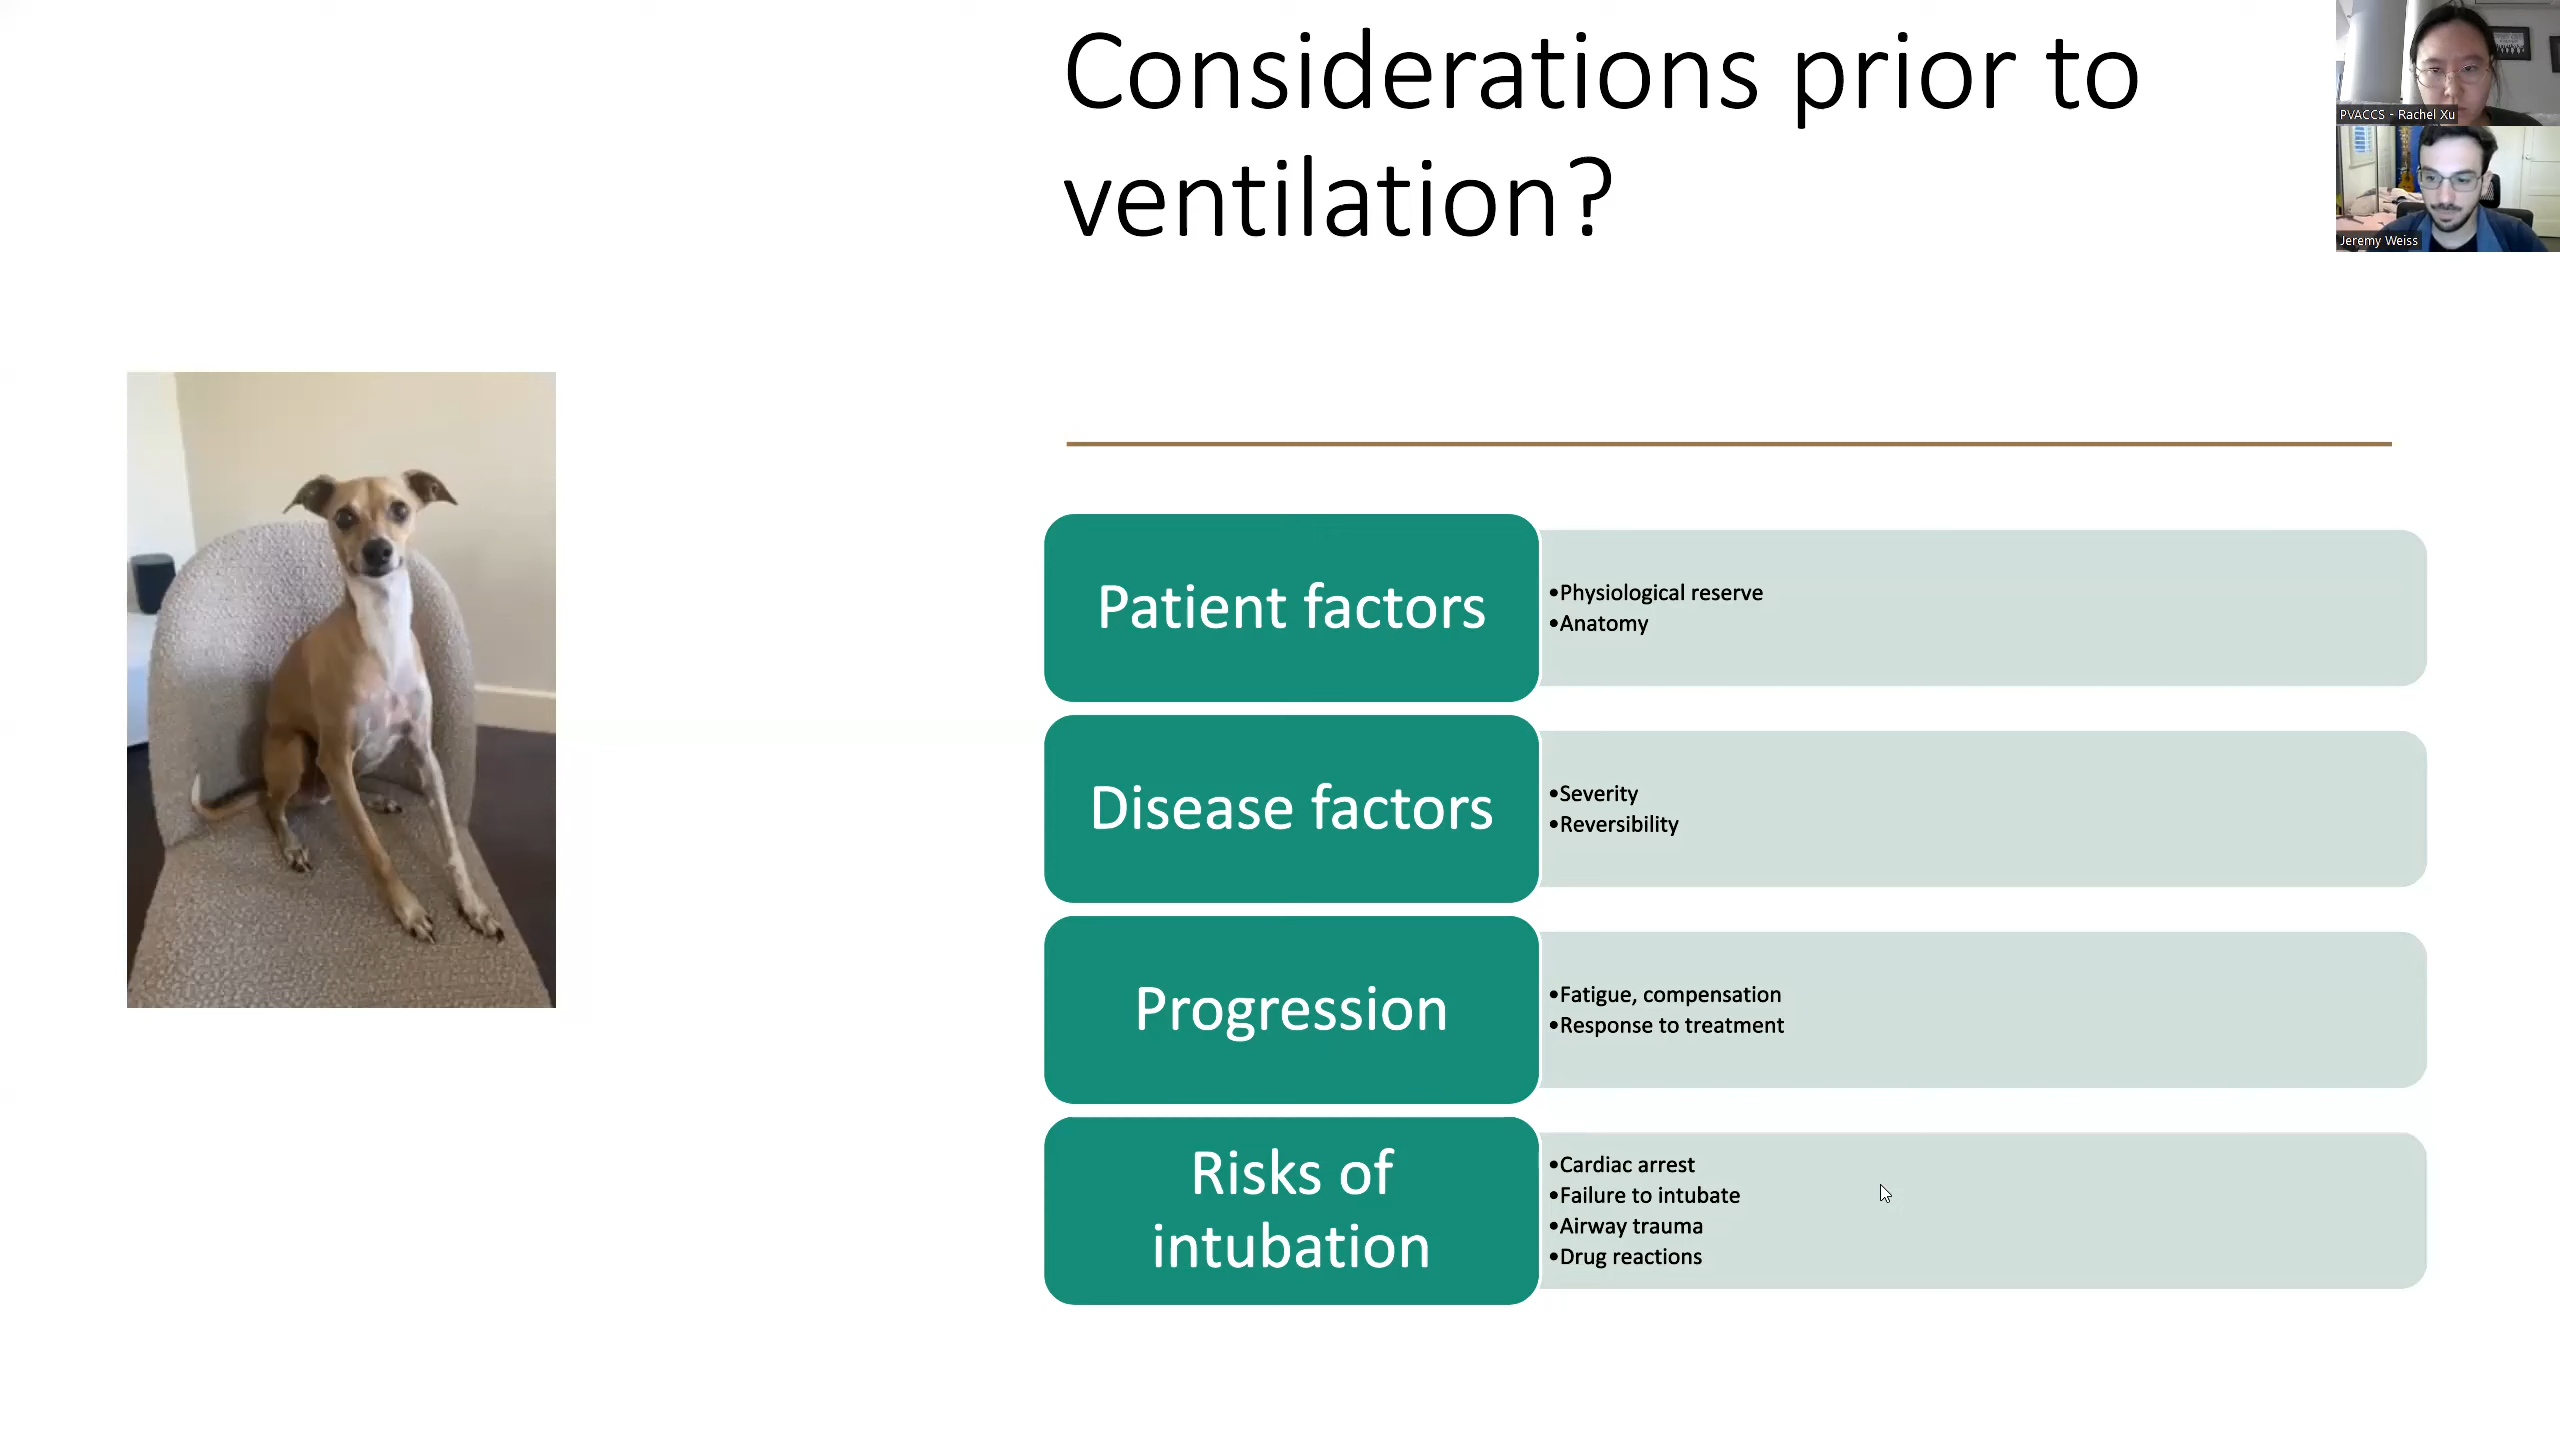 Considerations prior to
ventilation?
PVACCS - Rachel Xu
Jeremy Weiss
Patient factors
•Physiological reserve
•Anatomy
Disease factors
•Severity
•Reversibility
Progression
•Fatigue, compensation
•Response to treatment
Risks of
intubation
•Cardiac arrest
•Failure to intubate
•Airway trauma
•Drug reactions